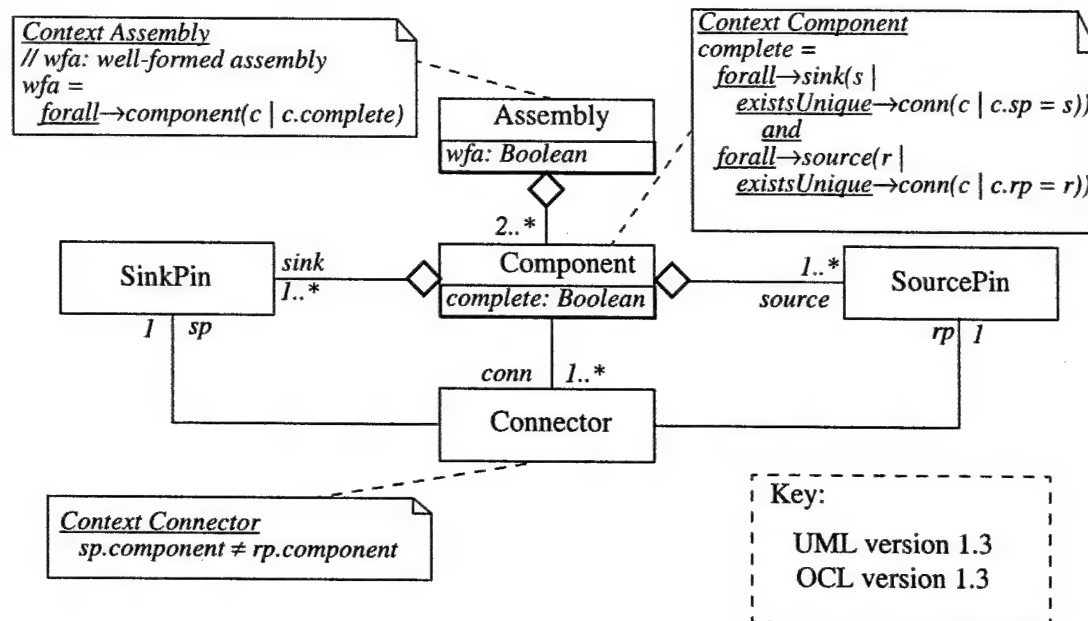 Context Assembly
// wfa: well-formed assembly
wfa =
forall→component(c | c.complete)
Context Component
complete =
forall→sink(s |
existsUnique→conn(c | c.sp = s))
and
forall→source(r |
existsUnique→conn(c | c.rp = r))
Assembly
wfa: Boolean
2..*
SinkPin
sink
1..*
Component
complete: Boolean
1..*
source
SourcePin
1 sp
rp 1
conn 1..*
Connector
Context Connector
sp.component ≠ rp.component
Key:
UML version 1.3
OCL version 1.3